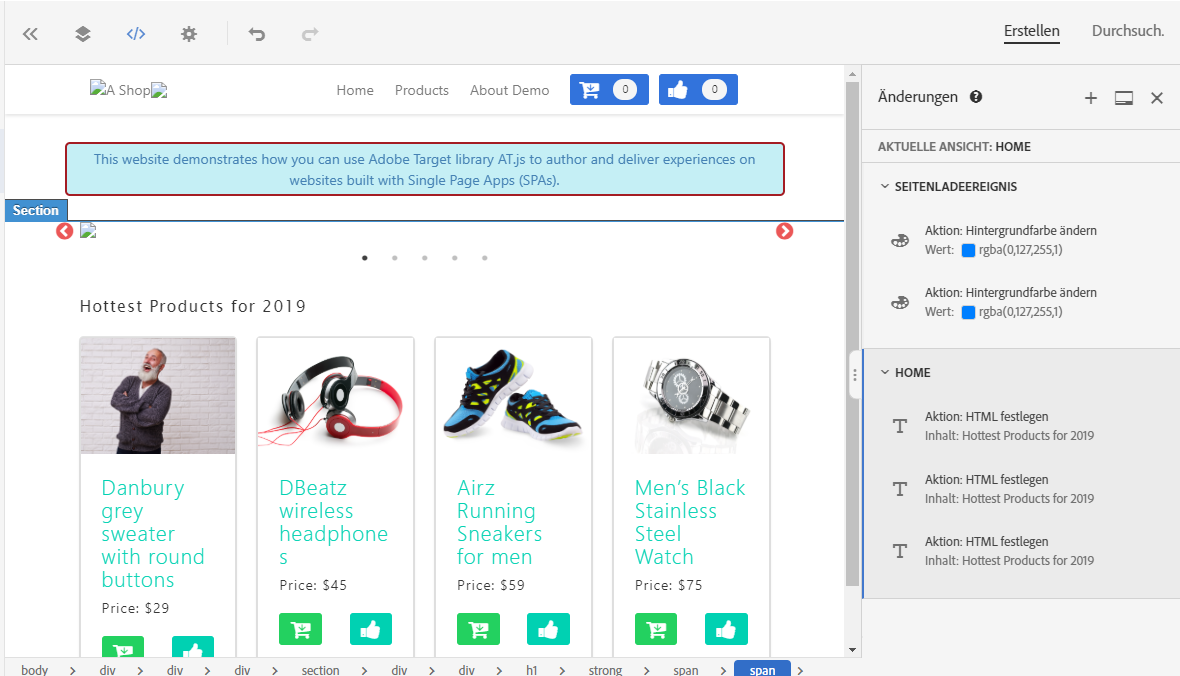 Erstellen Durchsuch.
A Shop Home Products About Demo 0 0
This website demonstrates how you can use Adobe Target library AT.js to author and deliver experiences on
websites built with Single Page Apps (SPAs).
Section
Hottest Products for 2019
Danbury
grey
sweater
with round
buttons
Price: $29
DBeatz
wireless
headphone
s
Price: $45
Airz
Running
Sneakers
for men
Price: $59
Men's Black
Stainless
Steel
Watch
Price: $75
Änderungen
AKTUELLE ANSICHT: HOME
SEITENLADEEREIGNIS
Aktion: Hintergrundfarbe ändern
Wert: rgba(0,127,255,1)
Aktion: Hintergrundfarbe ändern
Wert: rgba(0,127,255,1)
HOME
Aktion: HTML festlegen
Inhalt: Hottest Products for 2019
Aktion: HTML festlegen
Inhalt: Hottest Products for 2019
Aktion: HTML festlegen
Inhalt: Hottest Products for 2019
body > div > div > div > section > div > div > h1 > strong > span > span >